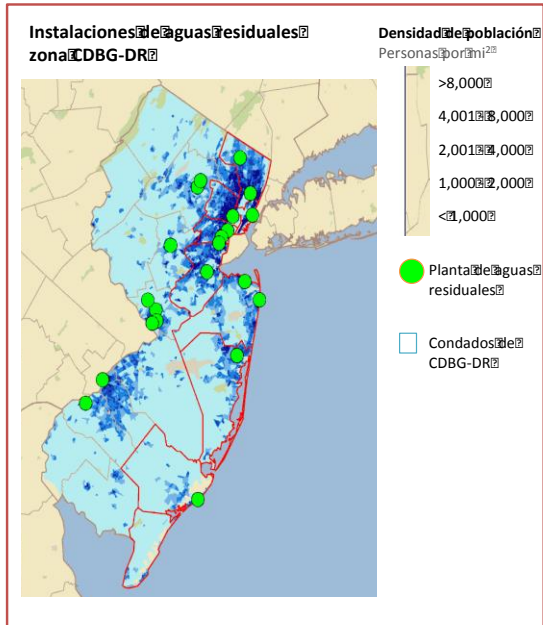 Instalaciones de aguas residuales
zona CDBG-DR
Densidad de población
Personas por mi²
>8,000
4,001 8,000
2,001 4,000
1,000 2,000
< 1,000
Planta de aguas
residuales
Condados de
CDBG-DR